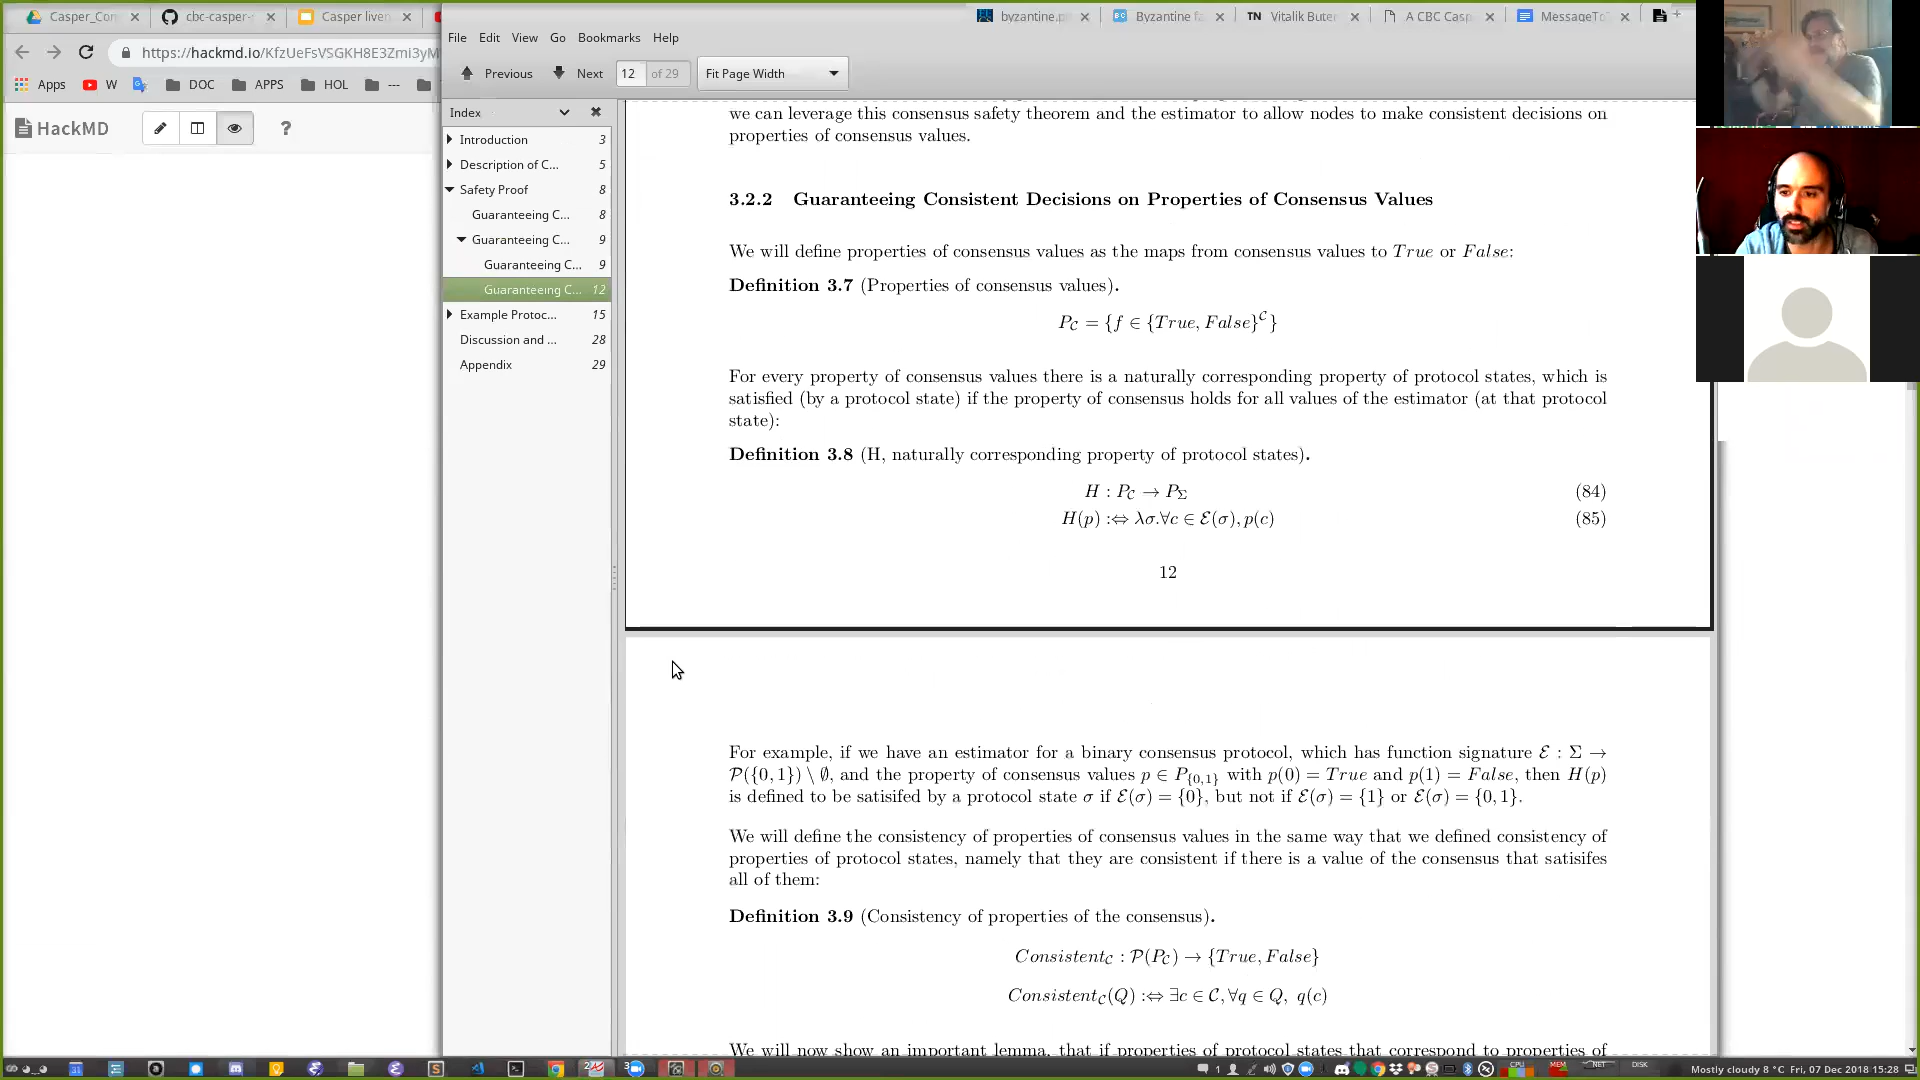 Casper_Con
cbc-casper-
Casper liven
byzantine.p
Byzantine fa
TN Vitalik Buter
A CBC Casp
MessageToT
https://hackmd.io/KfzUeFsVSGKH8E3Zmi3yM
Apps W DOC APPS HOL ---
HackMD
File Edit View Go Bookmarks Help
Previous Next 12 of 29 Fit Page Width
Index
Introduction 3
Description of C... 5
Safety Proof 8
Guaranteeing C... 8
Guaranteeing C... 9
Guaranteeing C... 9
Guaranteeing C... 12
Example Protoc... 15
Discussion and ... 28
Appendix 29
we can leverage this consensus safety theorem and the estimator to allow nodes to make consistent decisions on
properties of consensus values.
3.2.2 Guaranteeing Consistent Decisions on Properties of Consensus Values
We will define properties of consensus values as the maps from consensus values to True or False:
Definition 3.7 (Properties of consensus values).
P_C = {f ∈ {True, False}^C}
For every property of consensus values there is a naturally corresponding property of protocol states, which is
satisfied (by a protocol state) if the property of consensus holds for all values of the estimator (at that protocol
state):
Definition 3.8 (H, naturally corresponding property of protocol states).
H : P_C → P_Σ (84)
H(p) :⇔ λσ.∀c ∈ ℰ(σ), p(c) (85)
12
For example, if we have an estimator for a binary consensus protocol, which has function signature ℰ : Σ →
𝒫({0, 1}) \ ∅, and the property of consensus values p ∈ P_{0,1} with p(0) = True and p(1) = False, then H(p)
is defined to be satisifed by a protocol state σ if ℰ(σ) = {0}, but not if ℰ(σ) = {1} or ℰ(σ) = {0, 1}.
We will define the consistency of properties of consensus values in the same way that we defined consistency of
properties of protocol states, namely that they are consistent if there is a value of the consensus that satisifes
all of them:
Definition 3.9 (Consistency of properties of the consensus).
Consistent_C : 𝒫(P_C) → {True, False}
Consistent_C(Q) :⇔ ∃c ∈ C, ∀q ∈ Q, q(c)
We will now show an important lemma, that if properties of protocol states that correspond to properties of
Mostly cloudy 8 °C Fri, 07 Dec 2018 15:28